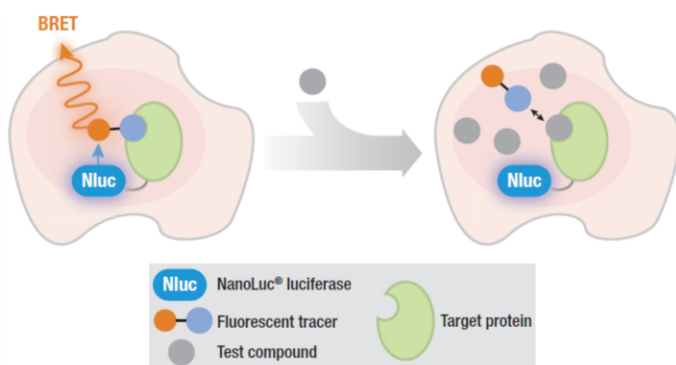 BRET
Nluc
Nluc
Nluc NanoLuc® luciferase
Fluorescent tracer
Test compound
Target protein